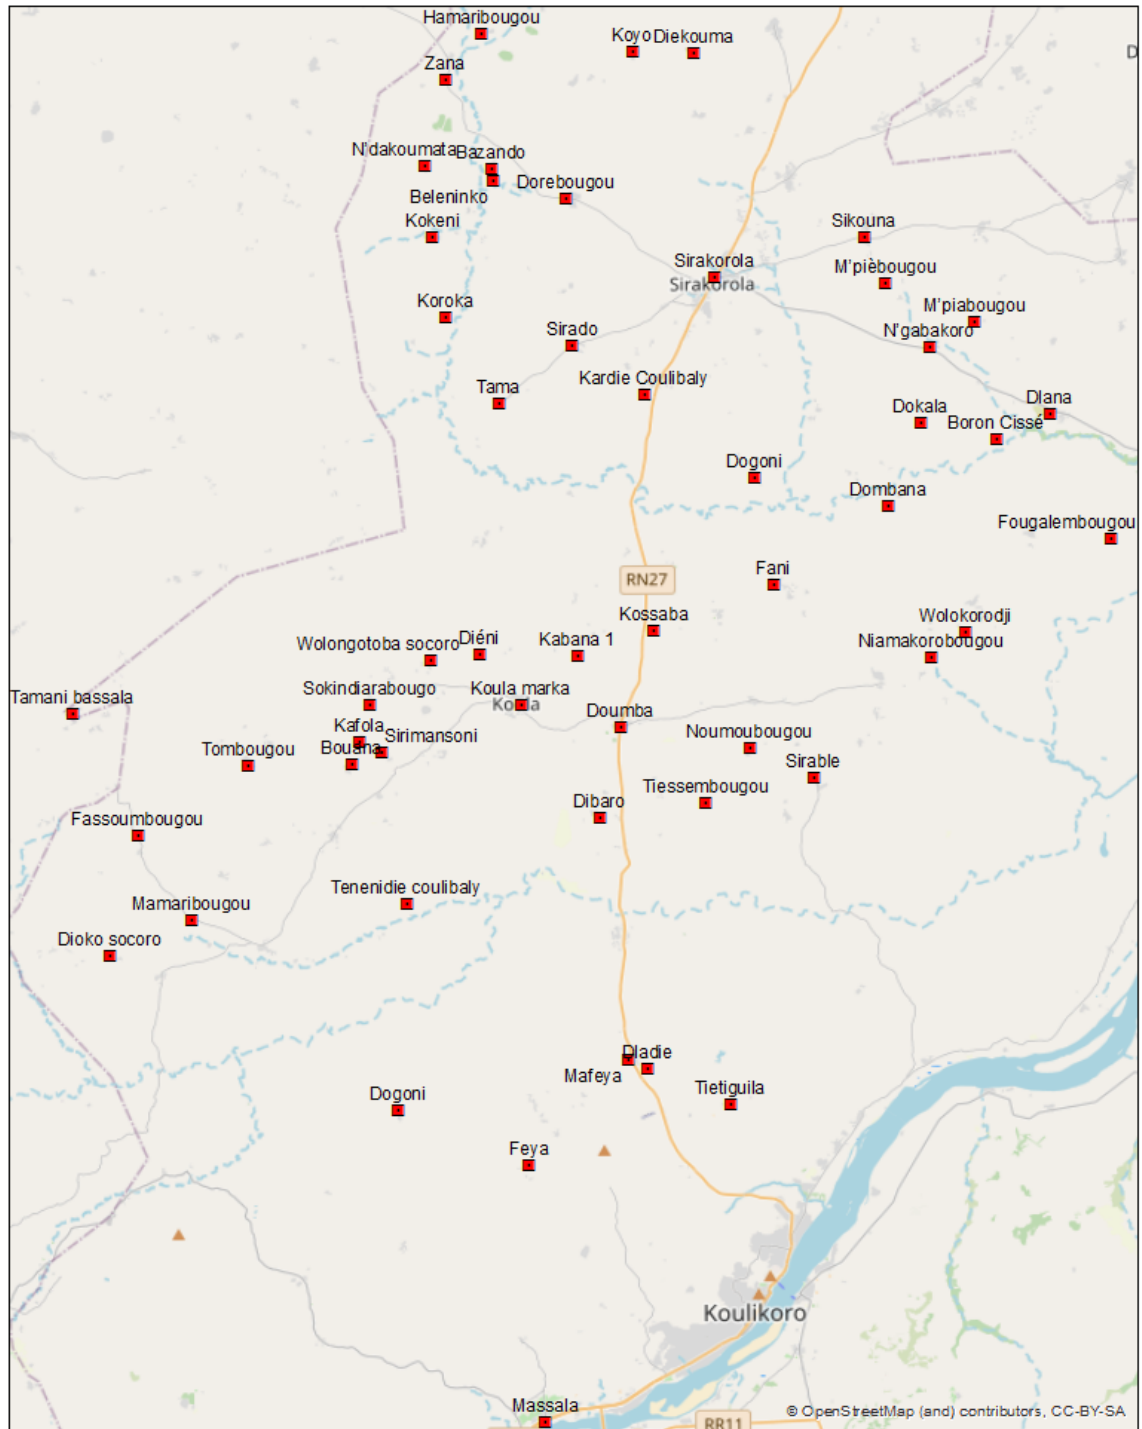 Hamaribougou
Koyo
Diekouma
D
Zana
N'dakoumata
Bazando
Beleninko
Dorebougou
Kokeni
Sikouna
Sirakorola
Sirakorola
M'pièbougou
Koroka
M'piabougou
Sirado
N'gabakoro
Kardie Coulibaly
Tama
Dokala
Dlana
Boron Cissé
Dogoni
Dombana
Fougalembougou
RN27
Fani
Kossaba
Wolokorodji
Wolongotoba socoro
Diéni
Kabana 1
Niamakorobougou
Tamani bassala
Sokindiarabougo
Koula marka
Koula
Doumba
Kafola
Sirimansoni
Bouana
Tombougou
Noumoubougou
Sirable
Tiessembougou
Dibaro
Fassoumbougou
Tenenidie coulibaly
Mamaribougou
Dioko socoro
Dladie
Mafeya
Tietiguila
Dogoni
Feya
Koulikoro
Massala
RR11
© OpenStreetMap (and) contributors, CC-BY-SA